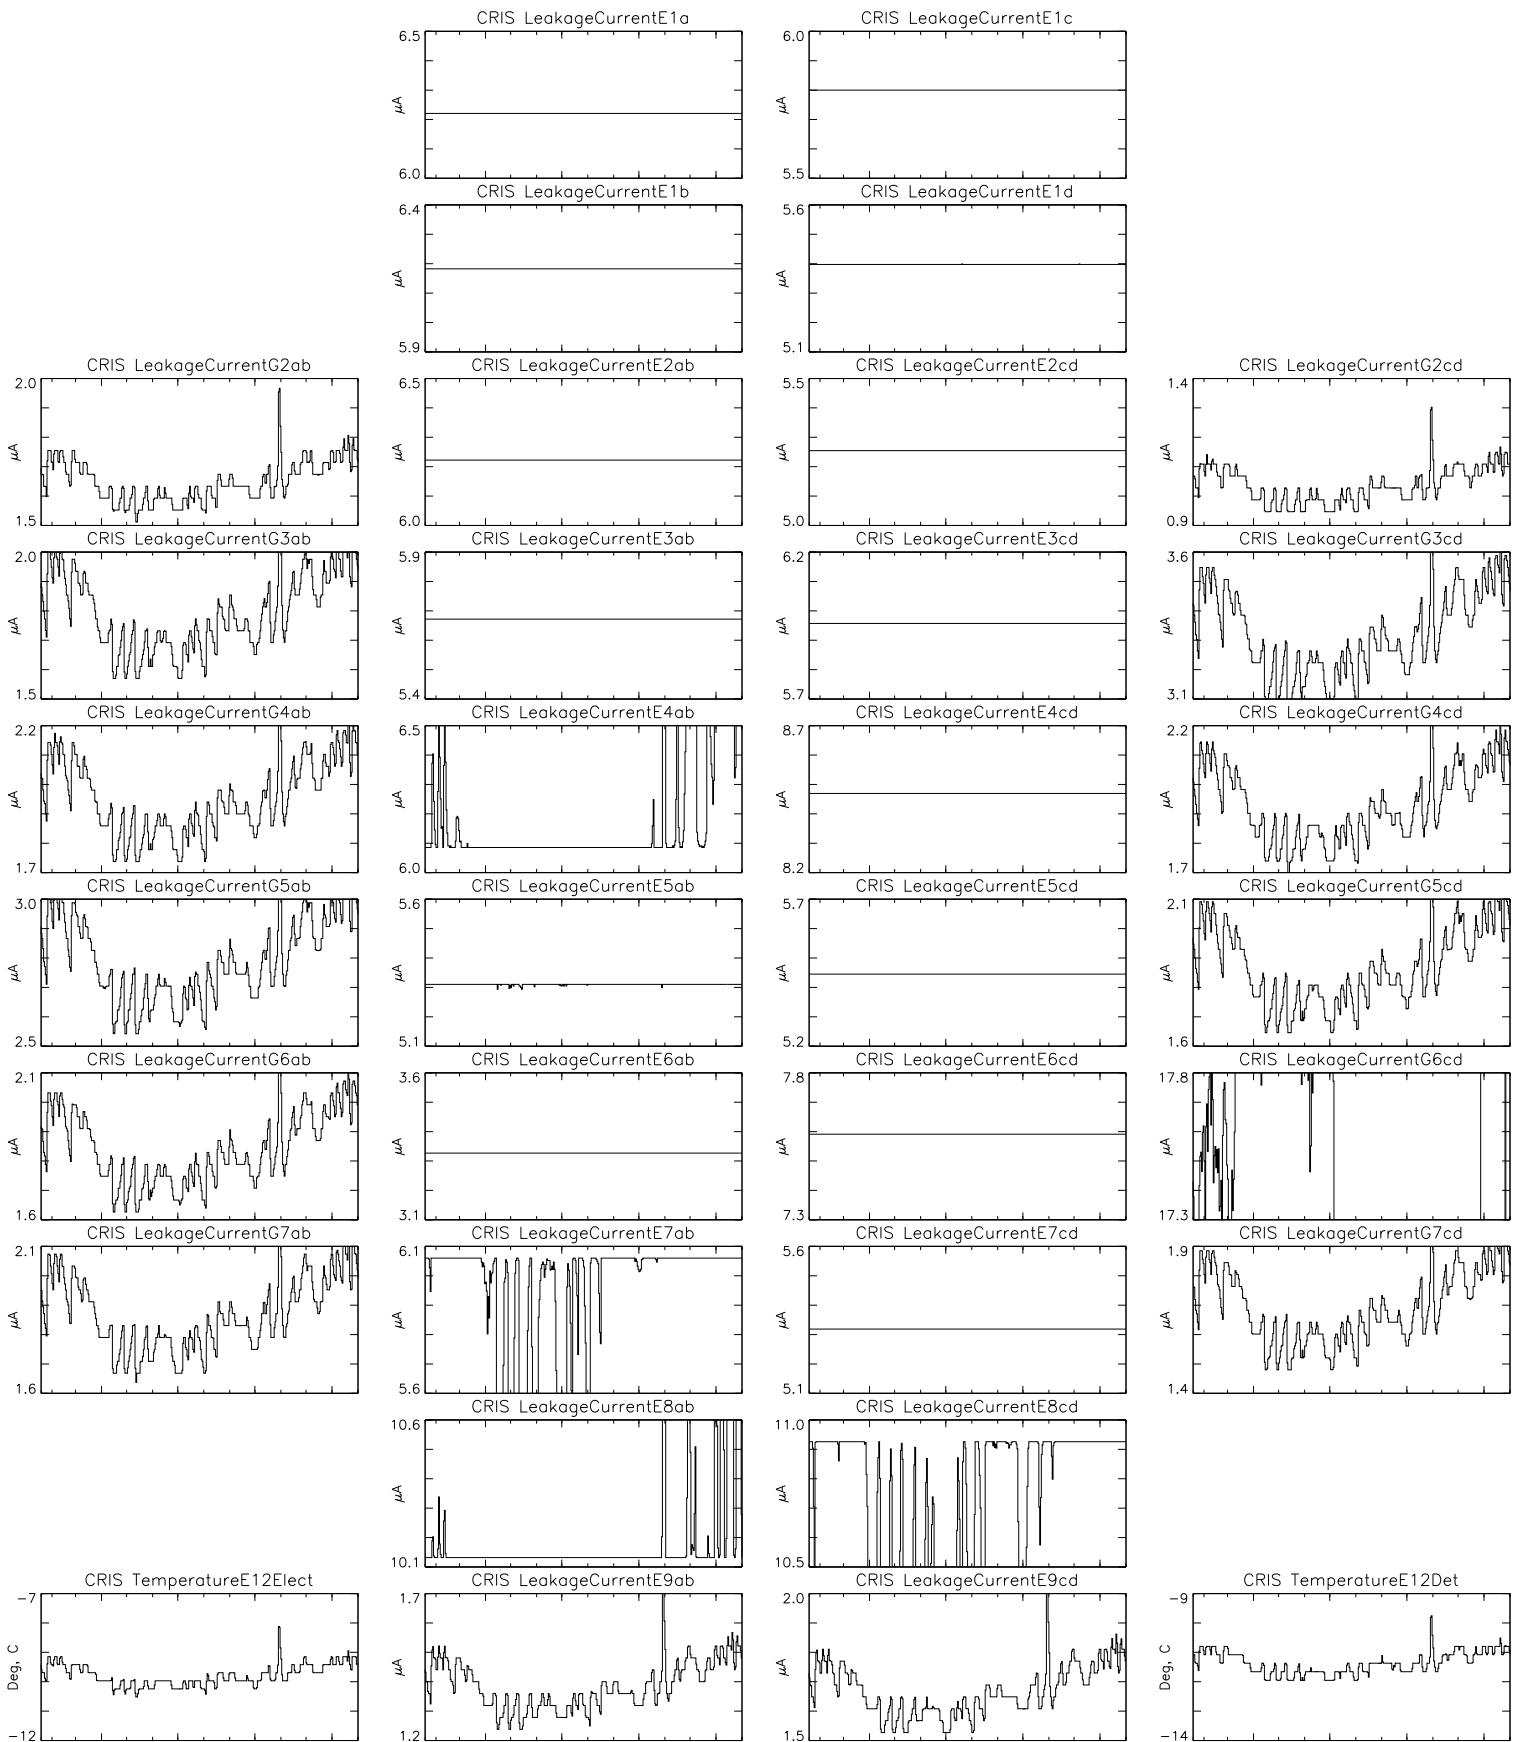 CRIS LeakageCurrentE1a CRIS LeakageCurrentE1c
6.5 6.0
μA μA
6.0 5.5
CRIS LeakageCurrentE1b CRIS LeakageCurrentE1d
6.4 5.6
μA μA
5.9 5.1
CRIS LeakageCurrentG2ab CRIS LeakageCurrentE2ab CRIS LeakageCurrentE2cd CRIS LeakageCurrentG2cd
2.0 6.5 5.5 1.4
μA μA μA μA
1.5 6.0 5.0 0.9
CRIS LeakageCurrentG3ab CRIS LeakageCurrentE3ab CRIS LeakageCurrentE3cd CRIS LeakageCurrentG3cd
2.0 5.9 6.2 3.6
μA μA μA μA
1.5 5.4 5.7 3.1
CRIS LeakageCurrentG4ab CRIS LeakageCurrentE4ab CRIS LeakageCurrentE4cd CRIS LeakageCurrentG4cd
2.2 6.5 8.7 2.2
μA μA μA μA
1.7 6.0 8.2 1.7
CRIS LeakageCurrentG5ab CRIS LeakageCurrentE5ab CRIS LeakageCurrentE5cd CRIS LeakageCurrentG5cd
3.0 5.6 5.7 2.1
μA μA μA μA
2.5 5.1 5.2 1.6
CRIS LeakageCurrentG6ab CRIS LeakageCurrentE6ab CRIS LeakageCurrentE6cd CRIS LeakageCurrentG6cd
2.1 3.6 7.8 17.8
μA μA μA μA
1.6 3.1 7.3 17.3
CRIS LeakageCurrentG7ab CRIS LeakageCurrentE7ab CRIS LeakageCurrentE7cd CRIS LeakageCurrentG7cd
2.1 6.1 5.6 1.9
μA μA μA μA
1.6 5.6 5.1 1.4
CRIS LeakageCurrentE8ab CRIS LeakageCurrentE8cd
10.6 11.0
μA μA
10.1 10.5
CRIS TemperatureE12Elect CRIS LeakageCurrentE9ab CRIS LeakageCurrentE9cd CRIS TemperatureE12Det
-7 1.7 2.0 -9
Deg, C μA μA Deg, C
-12 1.2 1.5 -14